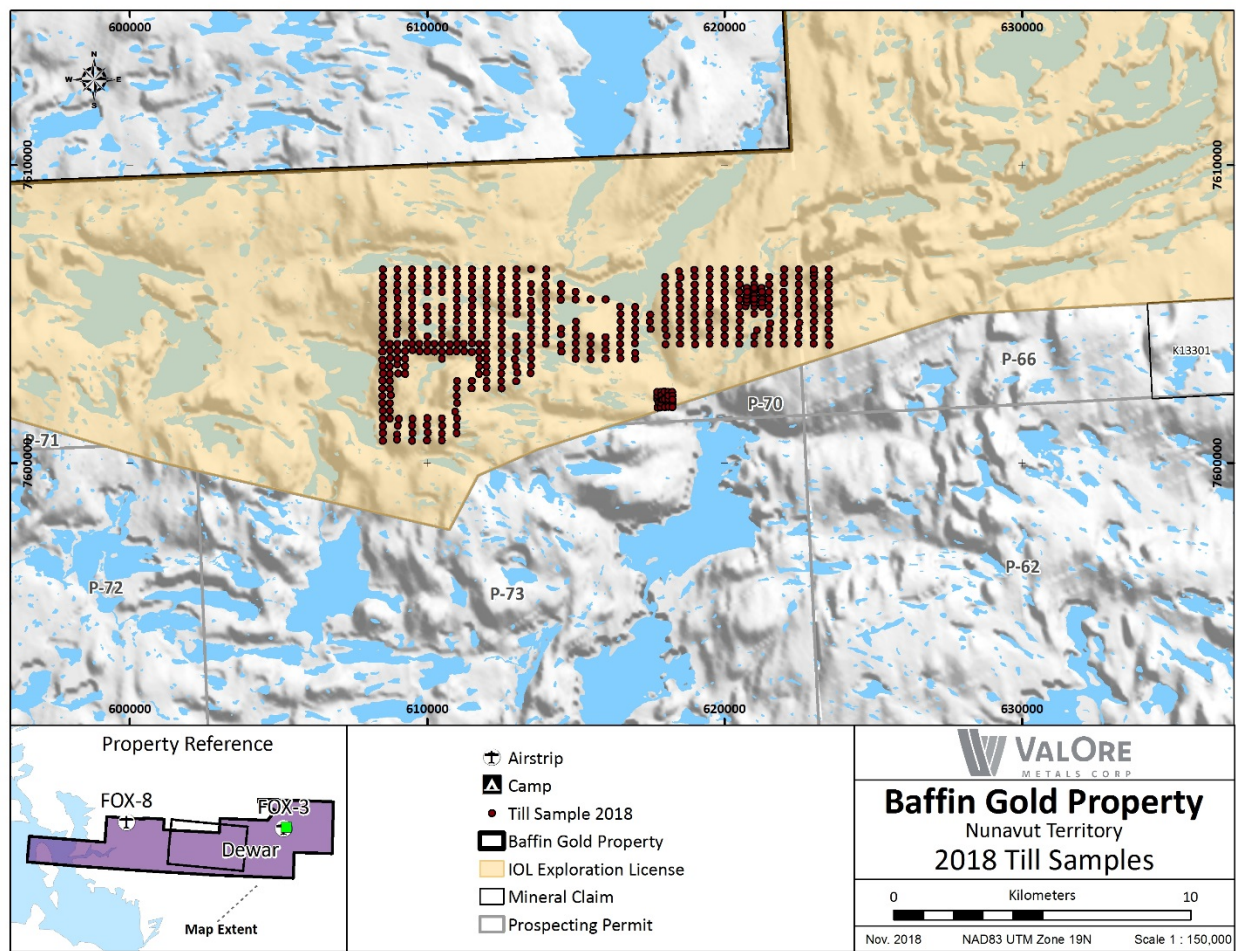 600000
610000
620000
630000
N
W
E
S
7610000
7610000
K13301
P-66
P-70
P-71
7600000
7600000
P-72
P-73
P-62
600000
610000
620000
630000
Property Reference
FOX-8
FOX-3
Dewar
Map Extent
Airstrip
Camp
Till Sample 2018
Baffin Gold Property
IOL Exploration License
Mineral Claim
Prospecting Permit
VALORE
METALS CORP
Baffin Gold Property
Nunavut Territory
2018 Till Samples
0 Kilometers 10
Nov. 2018 NAD83 UTM Zone 19N Scale 1 : 150,000